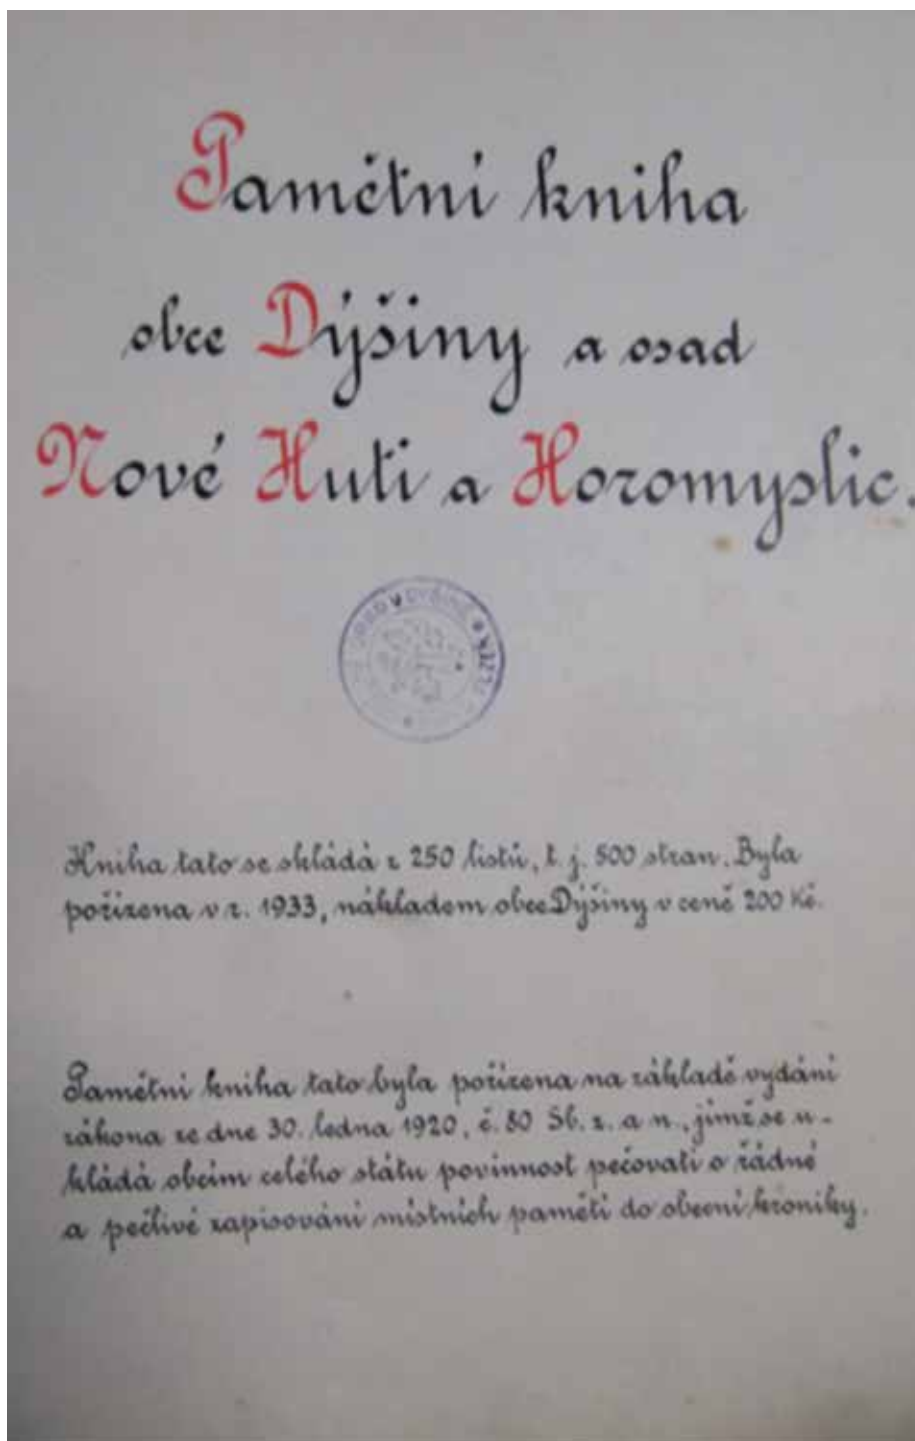 Pamětní kniha
obce Dýšiny a osad
Nové Huti a Horomyslic.
Kniha tato se skládá z 250 listů, t. j. 500 stran. Byla
pořízena v r. 1933, nákladem obce Dýšiny v ceně 200 Kč.
Pamětní kniha tato byla pořízena na základě vydání
zákona ze dne 30. ledna 1920, č. 80 Sb. z. a n., jímž se u-
kládá obcím celého státu povinnost pečovati o řádné
a pečlivé zapisování místních pamětí do obecní kroniky.